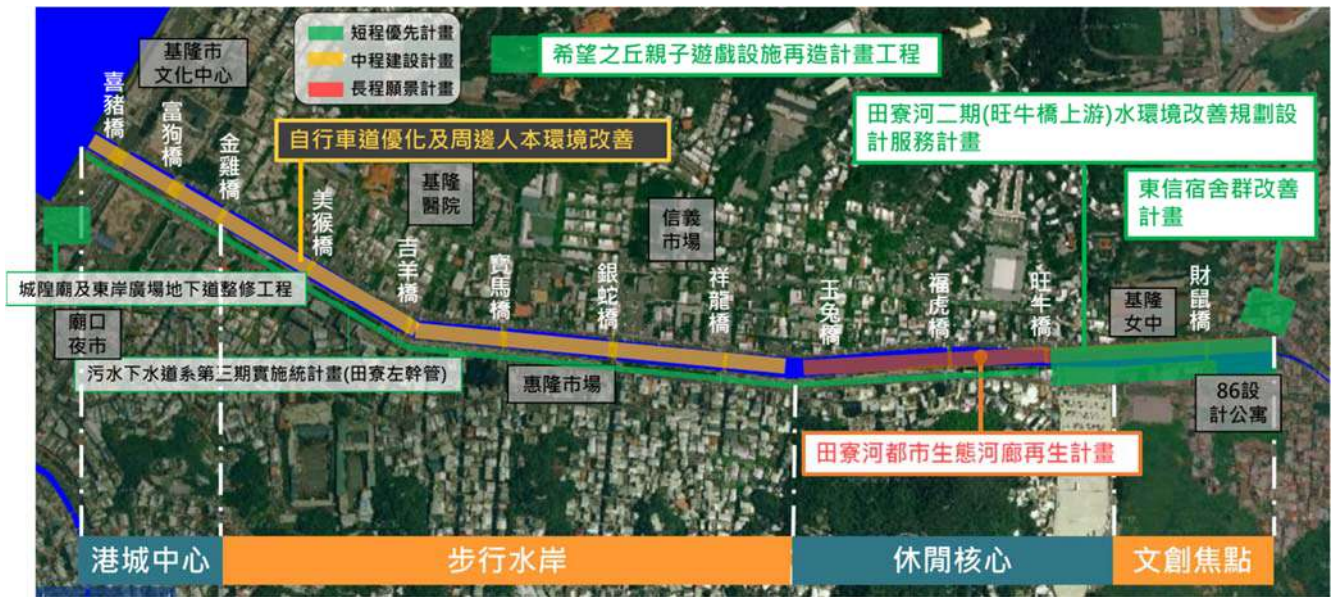 短程優先計畫
中程建設計畫
長程願景計畫
希望之丘親子遊戲設施再造計畫工程
基隆市
文化中心
喜豬橋
富狗橋
金雞橋
自行車道優化及周邊人本環境改善
田寮河二期(旺牛橋上游)水環境改善規劃設
計服務計畫
東信宿舍群改善
計畫
美猴橋
基隆
醫院
信義
市場
吉羊橋
寶馬橋
銀蛇橋
祥龍橋
玉兔橋
福虎橋
旺牛橋
基隆
女中
財鼠橋
城隍廟及東岸廣場地下道整修工程
廟口
夜市
污水下水道系第三期實施統計畫(田寮左幹管)
惠隆市場
86設
計公寓
田寮河都市生態河廊再生計畫
港城中心
步行水岸
休閒核心
文創焦點